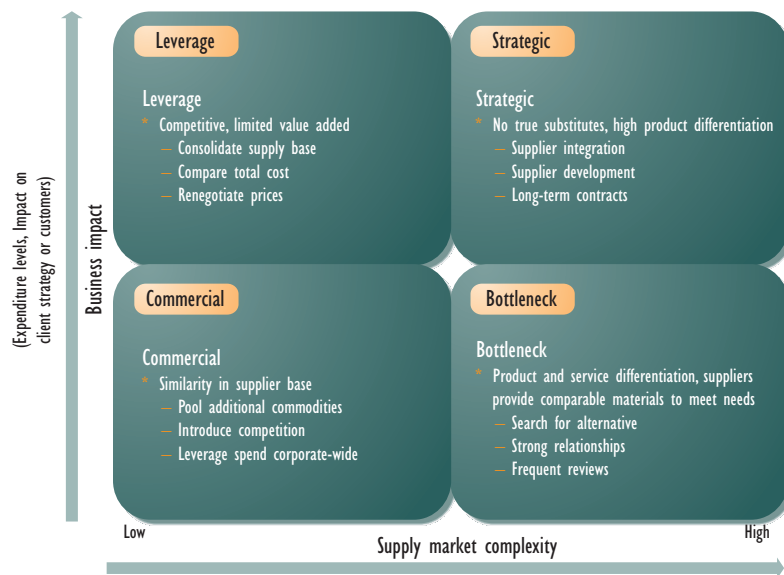 Leverage
Leverage
* Competitive, limited value added
– Consolidate supply base
– Compare total cost
– Renegotiate prices
Strategic
Strategic
* No true substitutes, high product differentiation
– Supplier integration
– Supplier development
– Long-term contracts
(Expenditure levels, Impact on
client strategy or customers)
Business impact
Commercial
Commercial
* Similarity in supplier base
– Pool additional commodities
– Introduce competition
– Leverage spend corporate-wide
Bottleneck
Bottleneck
* Product and service differentiation, suppliers
provide comparable materials to meet needs
– Search for alternative
– Strong relationships
– Frequent reviews
Low
High
Supply market complexity